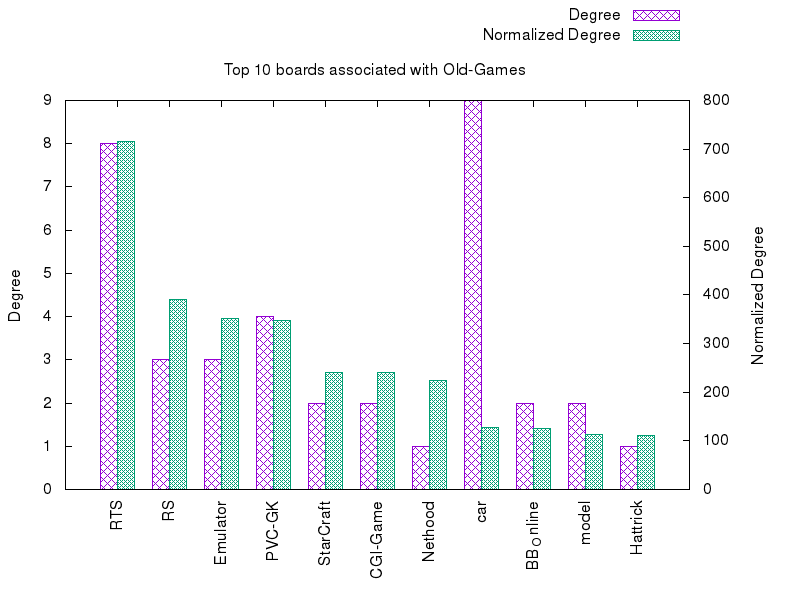 Degree
Normalized Degree
Top 10 boards associated with Old-Games
9
8
7
6
5
4
3
2
1
0
800
700
600
500
400
300
200
100
0
Degree
Normalized Degree
RTS
RS
Emulator
PVC-GK
StarCraft
CGI-Game
Nethood
car
BBOnline
model
Hattrick